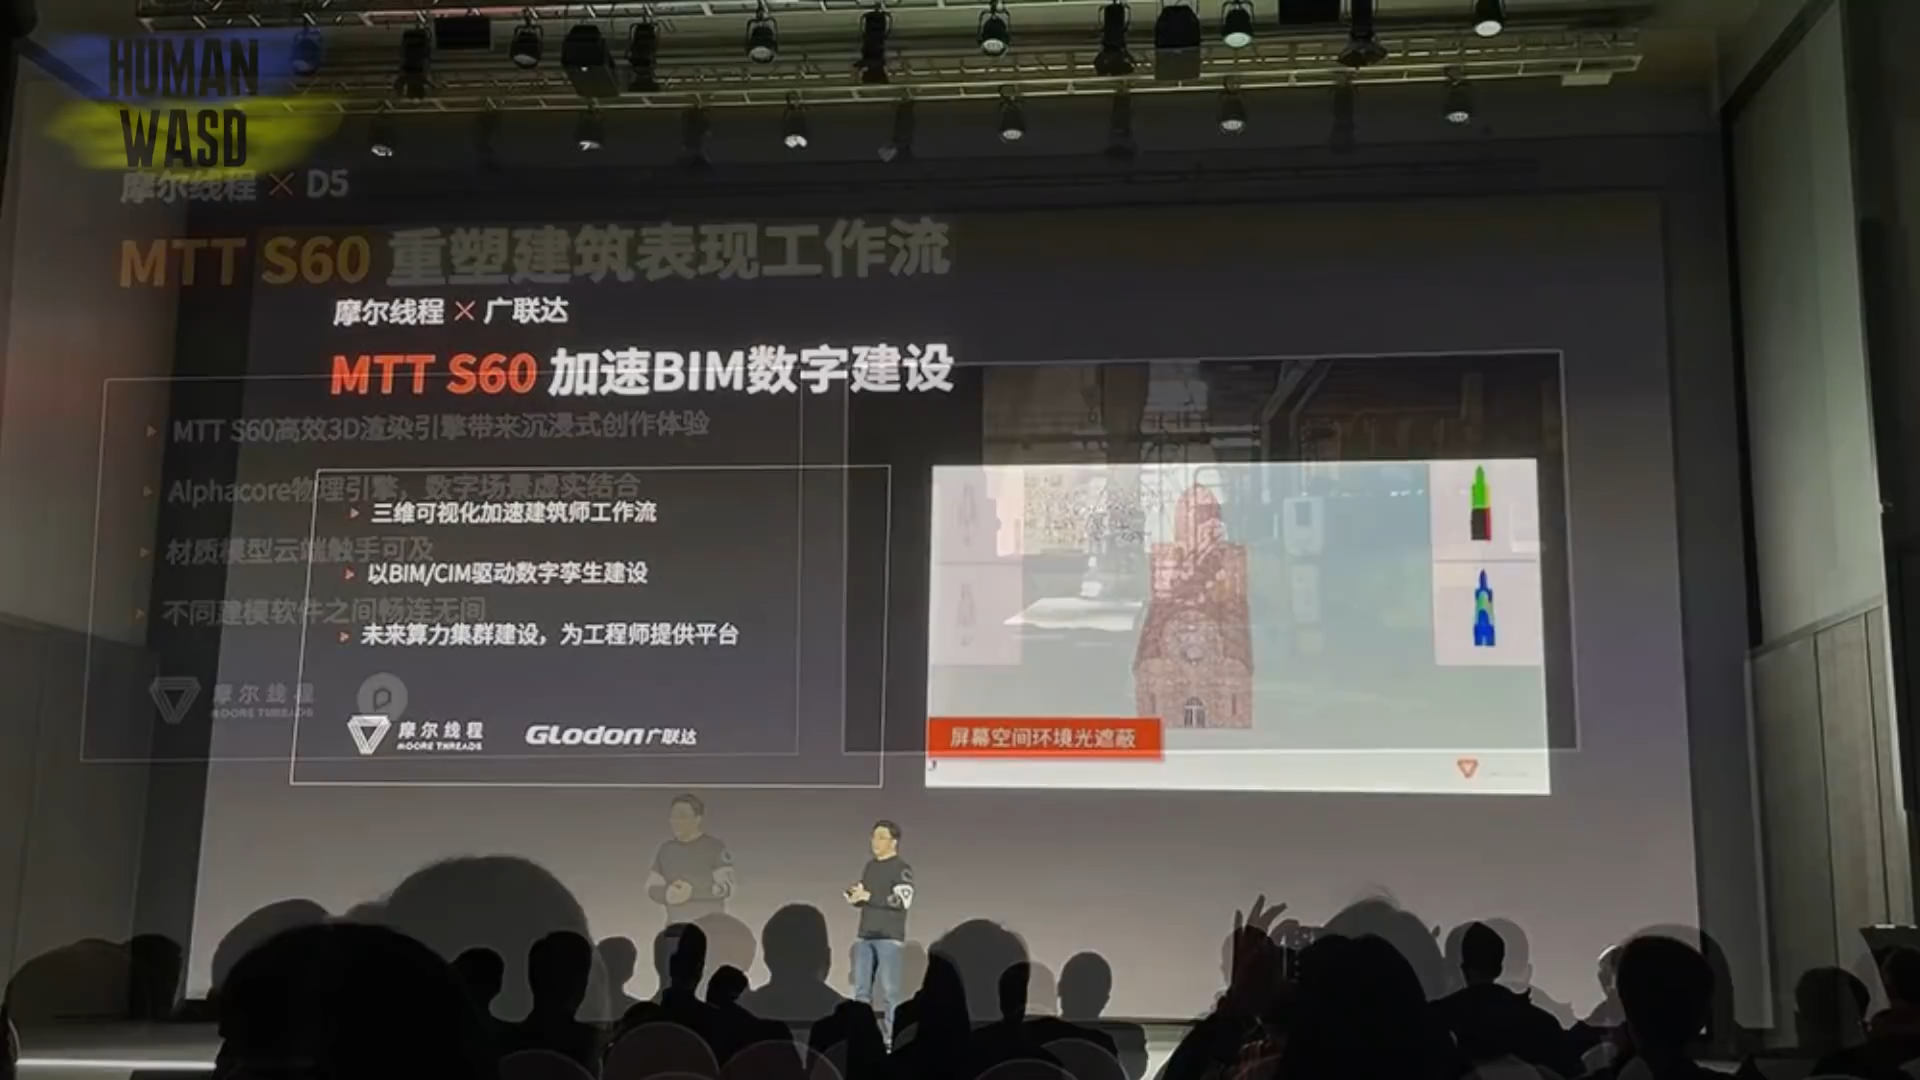 HUMAN
WASD
摩尔线程 × D5
MTT S60 重塑建筑表现工作流
摩尔线程 × 广联达
MTT S60 加速BIM数字建设
MTT S60高效3D渲染引擎带来沉浸式创作体验
Alphacore物理引擎，数字场景虚实结合
三维可视化加速建筑师工作流
材质模型云端触手可及
以BIM/CIM驱动数字孪生建设
不同建模软件之间畅连无间
未来算力集群建设，为工程师提供平台
摩尔线程
MOORE THREADS
摩尔线程
MOORE THREADS
GLodon广联达
屏幕空间环境光遮蔽